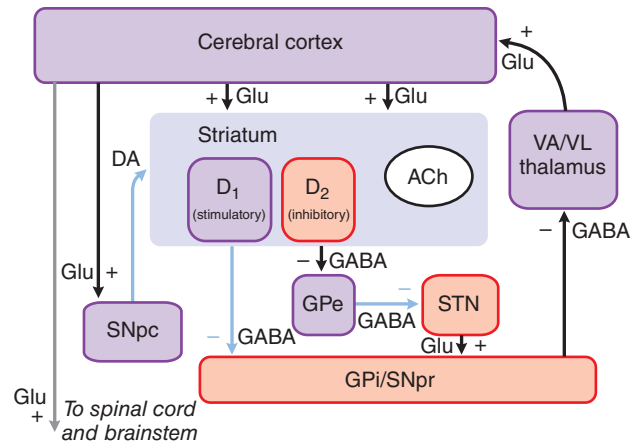 Cerebral cortex
+
Glu
+ Glu
+ Glu
Striatum
DA
D1
(stimulatory)
D2
(inhibitory)
ACh
VA/VL
thalamus
− GABA
− GABA
Glu +
SNpc
GPe
−
GABA
STN
− GABA
Glu +
GPi/SNpr
Glu
+
To spinal cord
and brainstem